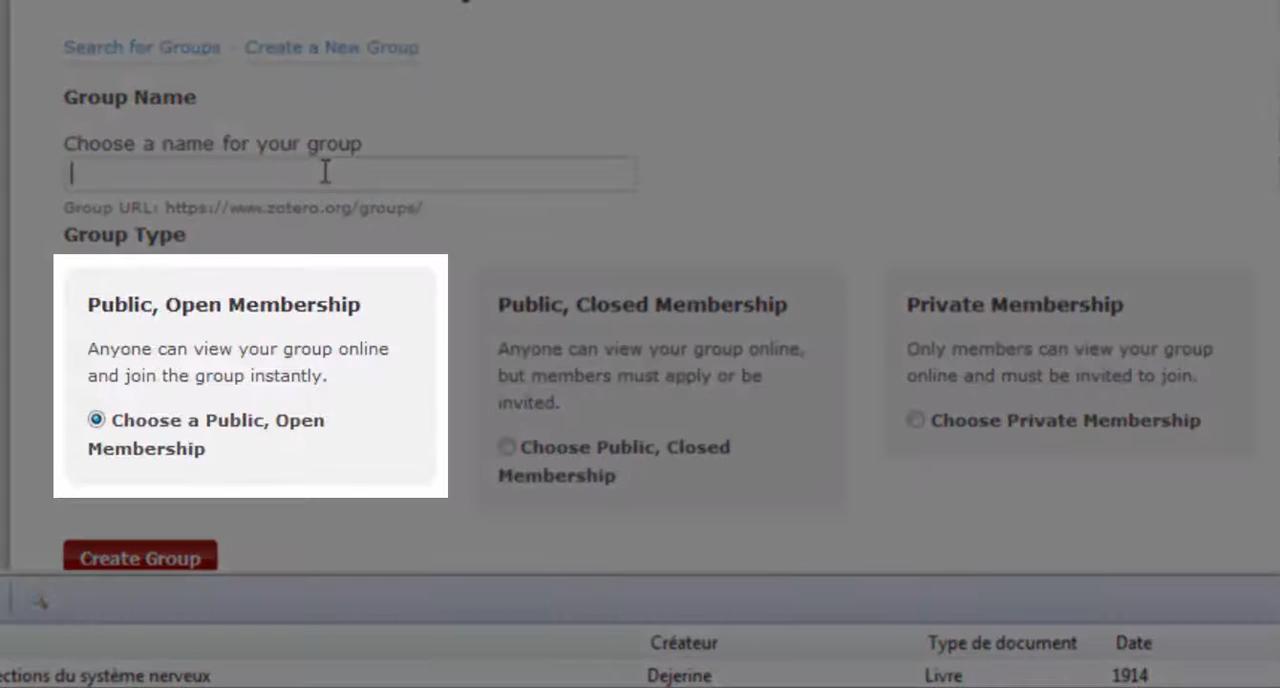 Search for Groups - Create a New Group
Group Name
Choose a name for your group
Group URL: https://www.zotero.org/groups/
Group Type
Public, Open Membership
Anyone can view your group online
and join the group instantly.
Choose a Public, Open
Membership
Public, Closed Membership
Anyone can view your group online,
but members must apply or be
invited.
Choose Public, Closed
Membership
Private Membership
Only members can view your group
online and must be invited to join.
Choose Private Membership
Create Group
Créateur Type de document Date
ections du système nerveux Dejerine Livre 1914